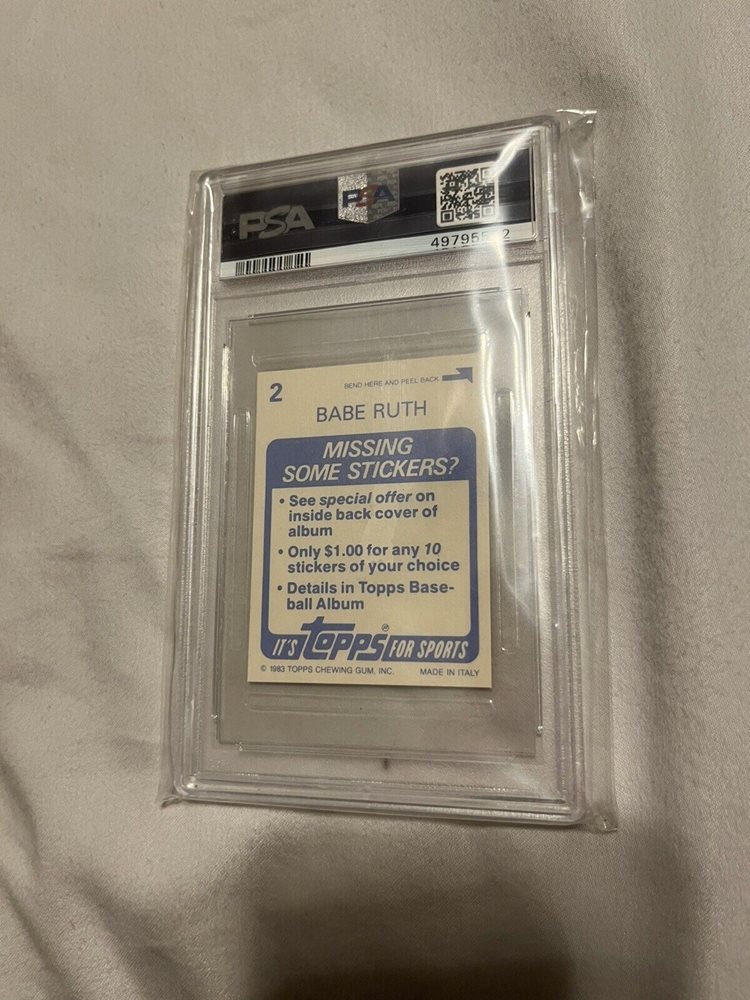 PSA
PSA
2
BEND HERE AND PEEL BACK
BABE RUTH
MISSING
SOME STICKERS?
• See special offer on
inside back cover of
album
• Only $1.00 for any 10
stickers of your choice
• Details in Topps Base-
ball Album
IT'S Topps® FOR SPORTS
© 1983 TOPPS CHEWING GUM, INC. MADE IN ITALY